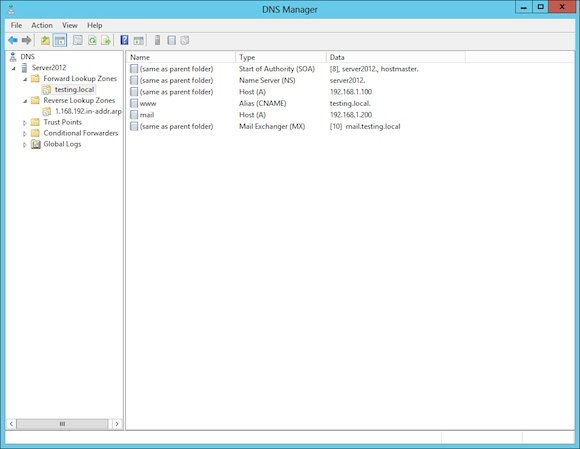 DNS Manager
File Action View Help
DNS
Server2012
Forward Lookup Zones
testing.local
Reverse Lookup Zones
1.168.192.in-addr.arp
Trust Points
Conditional Forwarders
Global Logs
Name Type Data
(same as parent folder) Start of Authority (SOA) [8], server2012., hostmaster.
(same as parent folder) Name Server (NS) server2012.
(same as parent folder) Host (A) 192.168.1.100
www Alias (CNAME) testing.local.
mail Host (A) 192.168.1.200
(same as parent folder) Mail Exchanger (MX) [10] mail.testing.local